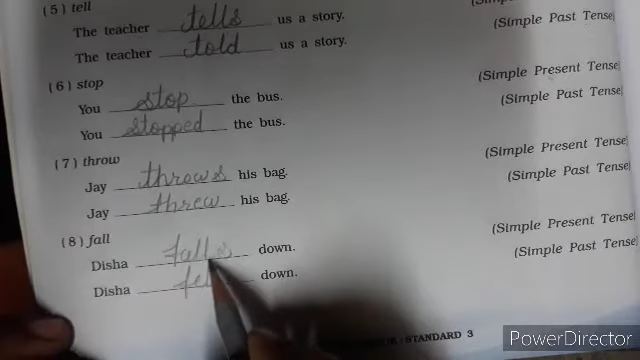 (5) tell
The teacher tells us a story.
The teacher told us a story. (Simple Past Tense)
(6) stop
You stop the bus. (Simple Present Tense)
You stopped the bus. (Simple Past Tense)
(7) throw
Jay throws his bag. (Simple Present Tense)
Jay threw his bag. (Simple Past Tense)
(8) fall
Disha falls down. (Simple Present Tense)
Disha fel down. (Simple Past Tense)
: STANDARD 3
PowerDirector